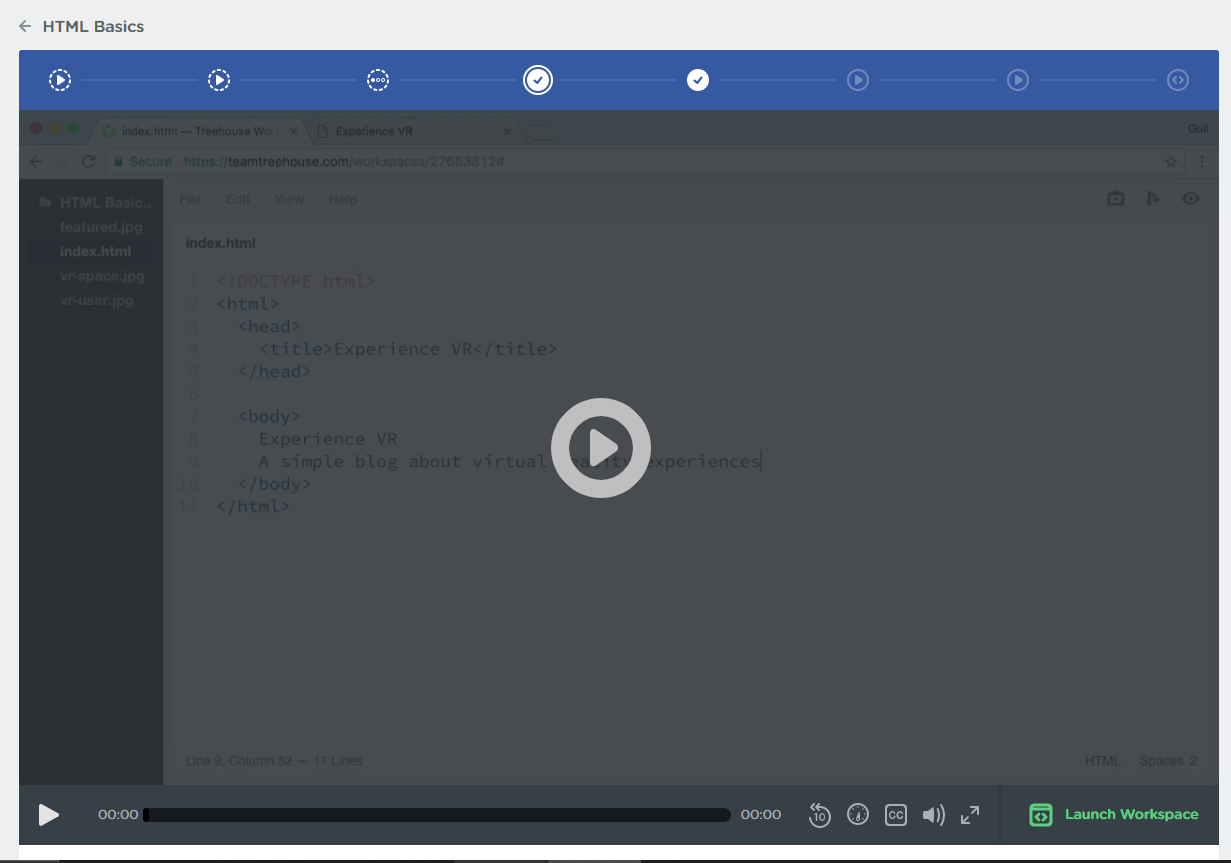 HTML Basics
index.html — Treehouse Work
Experience VR
Guil
Secure https://teamtreehouse.com/workspaces/27663812#
HTML Basic...
featured.jpg
index.html
vr-space.jpg
vr-user.jpg
File Edit View Help
index.html
1 <!DOCTYPE html>
2 <html>
3 <head>
4 <title>Experience VR</title>
5 </head>
6
7 <body>
8 Experience VR
9 A simple blog about virtual reality experiences
10 </body>
11 </html>
Line 9, Column 52 — 11 Lines
HTML Spaces 2
00:00 00:00 10 CC Launch Workspace